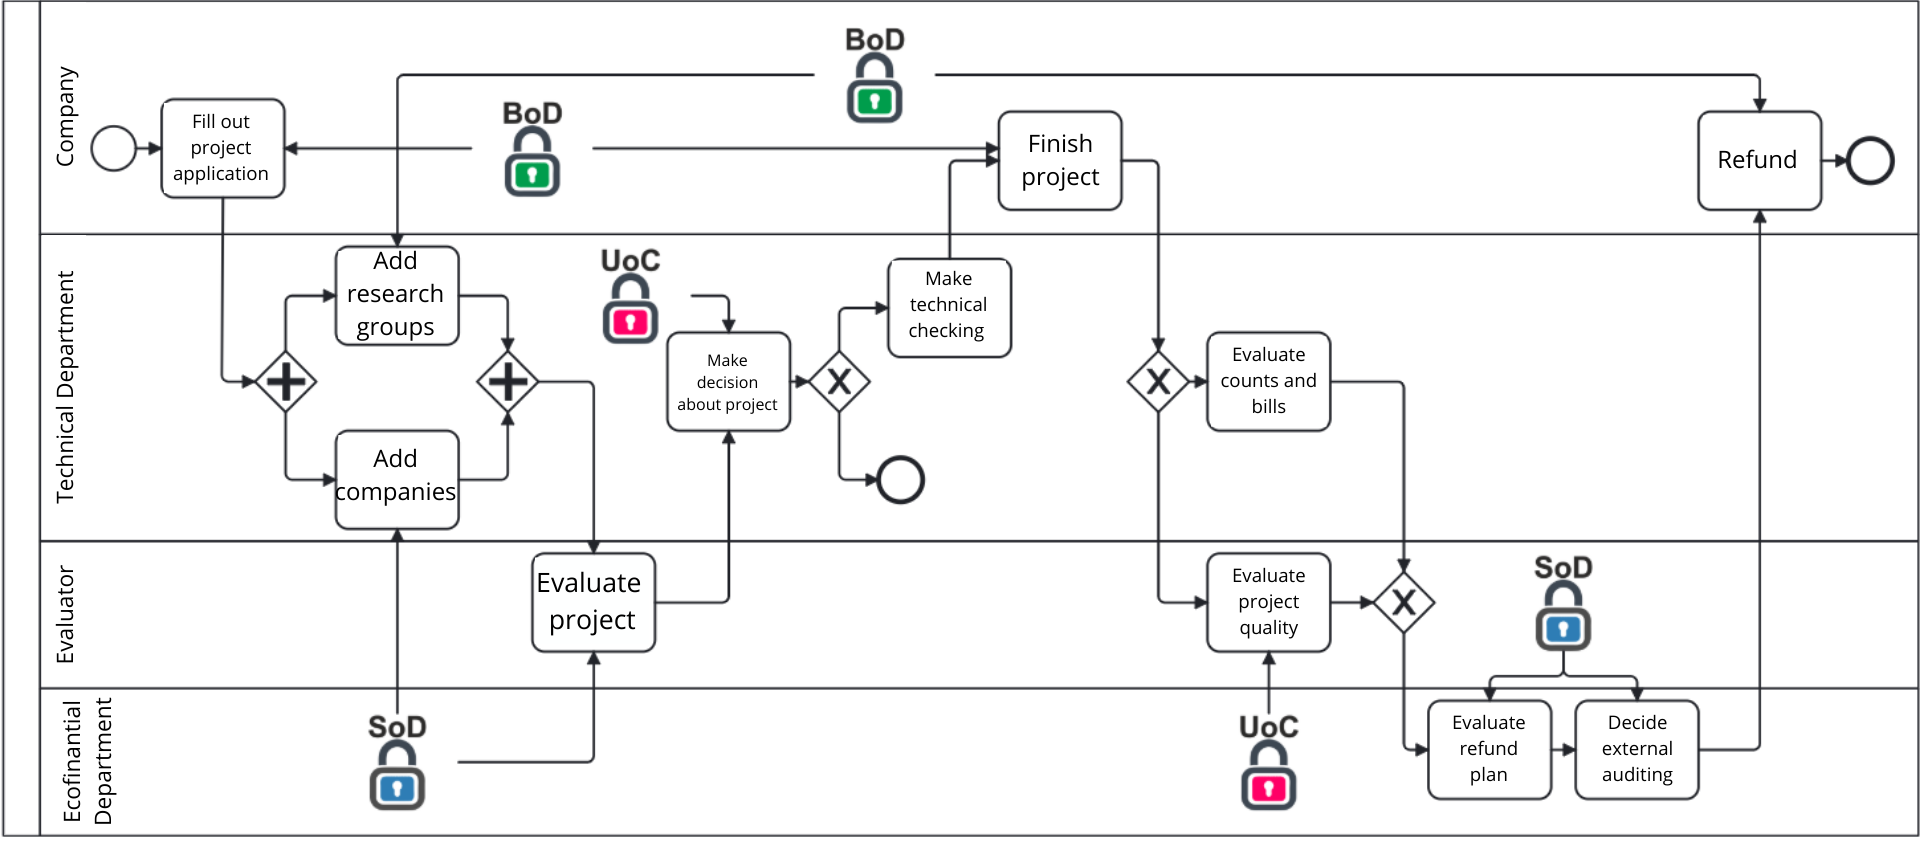 Company
BoD
BoD
Fill out
project
application
Finish
project
Refund
Technical Department
Add
research
groups
UoC
Make
technical
checking
Make
decision
about project
X
X
Evaluate
counts and
bills
Add
companies
Evaluator
Evaluate
project
Evaluate
project
quality
X
SoD
Ecofinantial
Department
SoD
UoC
Evaluate
refund
plan
Decide
external
auditing